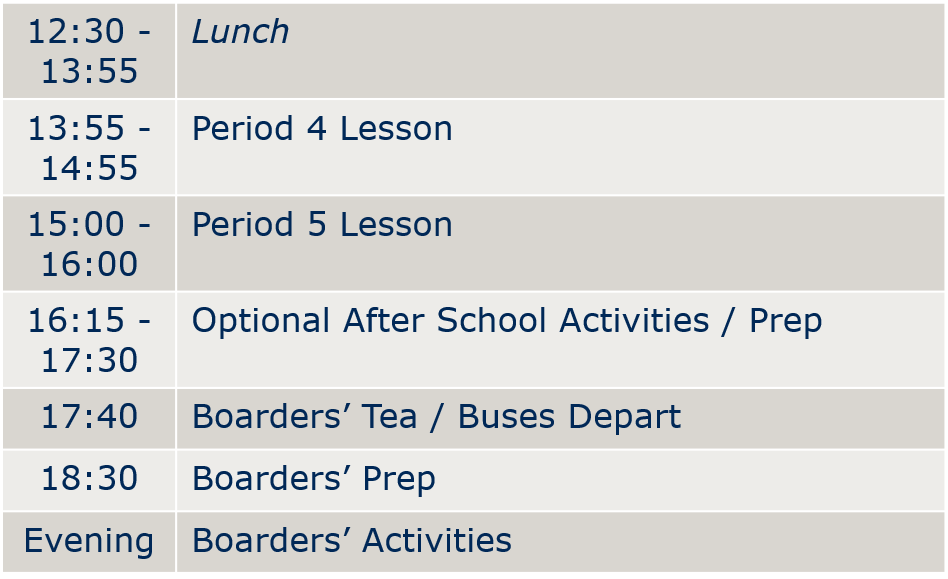 12:30 - Lunch
13:55
13:55 - Period 4 Lesson
14:55
15:00 - Period 5 Lesson
16:00
16:15 - Optional After School Activities / Prep
17:30
17:40 Boarders’ Tea / Buses Depart
18:30 Boarders’ Prep
Evening Boarders’ Activities